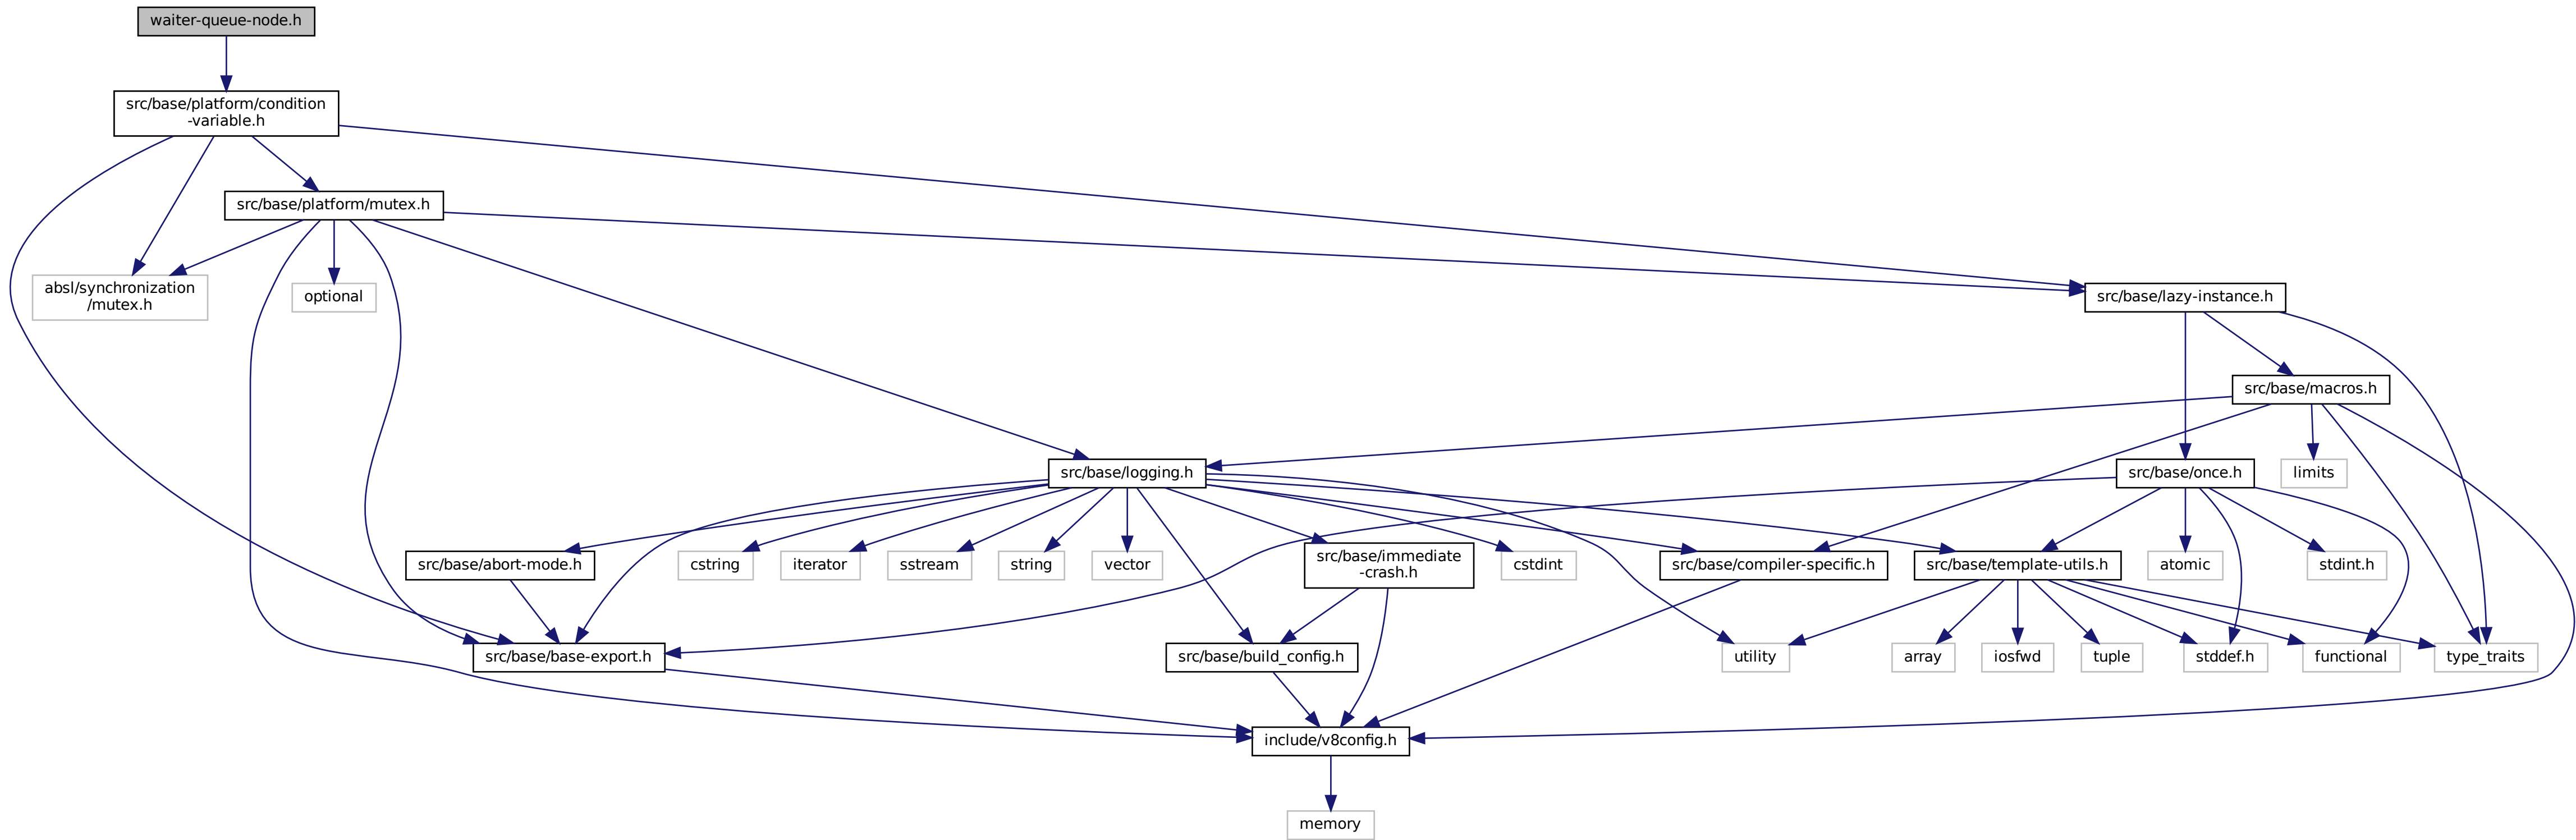 waiter-queue-node.h
src/base/platform/condition
-variable.h
src/base/platform/mutex.h
absl/synchronization
/mutex.h
optional
src/base/lazy-instance.h
src/base/macros.h
src/base/logging.h
src/base/once.h
limits
src/base/abort-mode.h
cstring
iterator
sstream
string
vector
src/base/immediate
-crash.h
cstdint
src/base/compiler-specific.h
src/base/template-utils.h
atomic
stdint.h
src/base/base-export.h
src/base/build_config.h
utility
array
iosfwd
tuple
stddef.h
functional
type_traits
include/v8config.h
memory